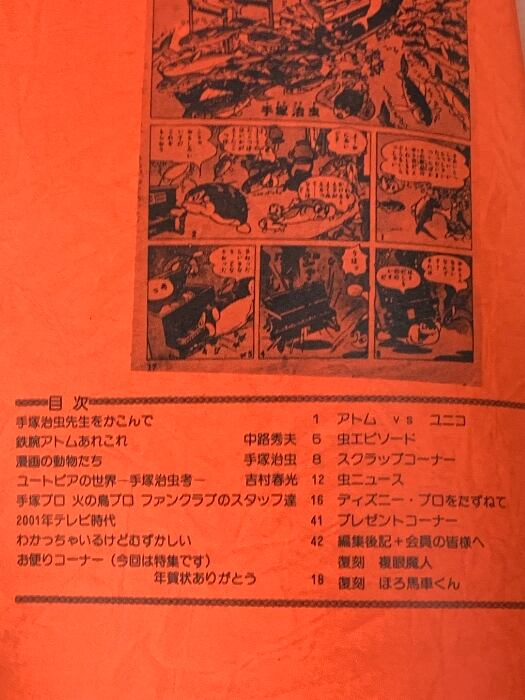 手塚治虫
目次
手塚治虫先生をかこんで 1
鉄腕アトムあれこれ 中路秀夫 5
漫画の動物たち 手塚治虫 8
ユートピアの世界－手塚治虫考－ 吉村春光 12
手塚プロ 火の鳥プロ ファンクラブのスタッフ達 16
2001年テレビ時代 41
わかっちゃいるけどむずかしい 42
お便りコーナー（今回は特集です）
年賀状ありがとう 18
アトム vs ユニコ
虫エピソード
スクラップコーナー
虫ニュース
ディズニー・プロをたずねて
プレゼントコーナー
編集後記＋会員の皆様へ
復刻 複眼魔人
復刻 ほろ馬車くん